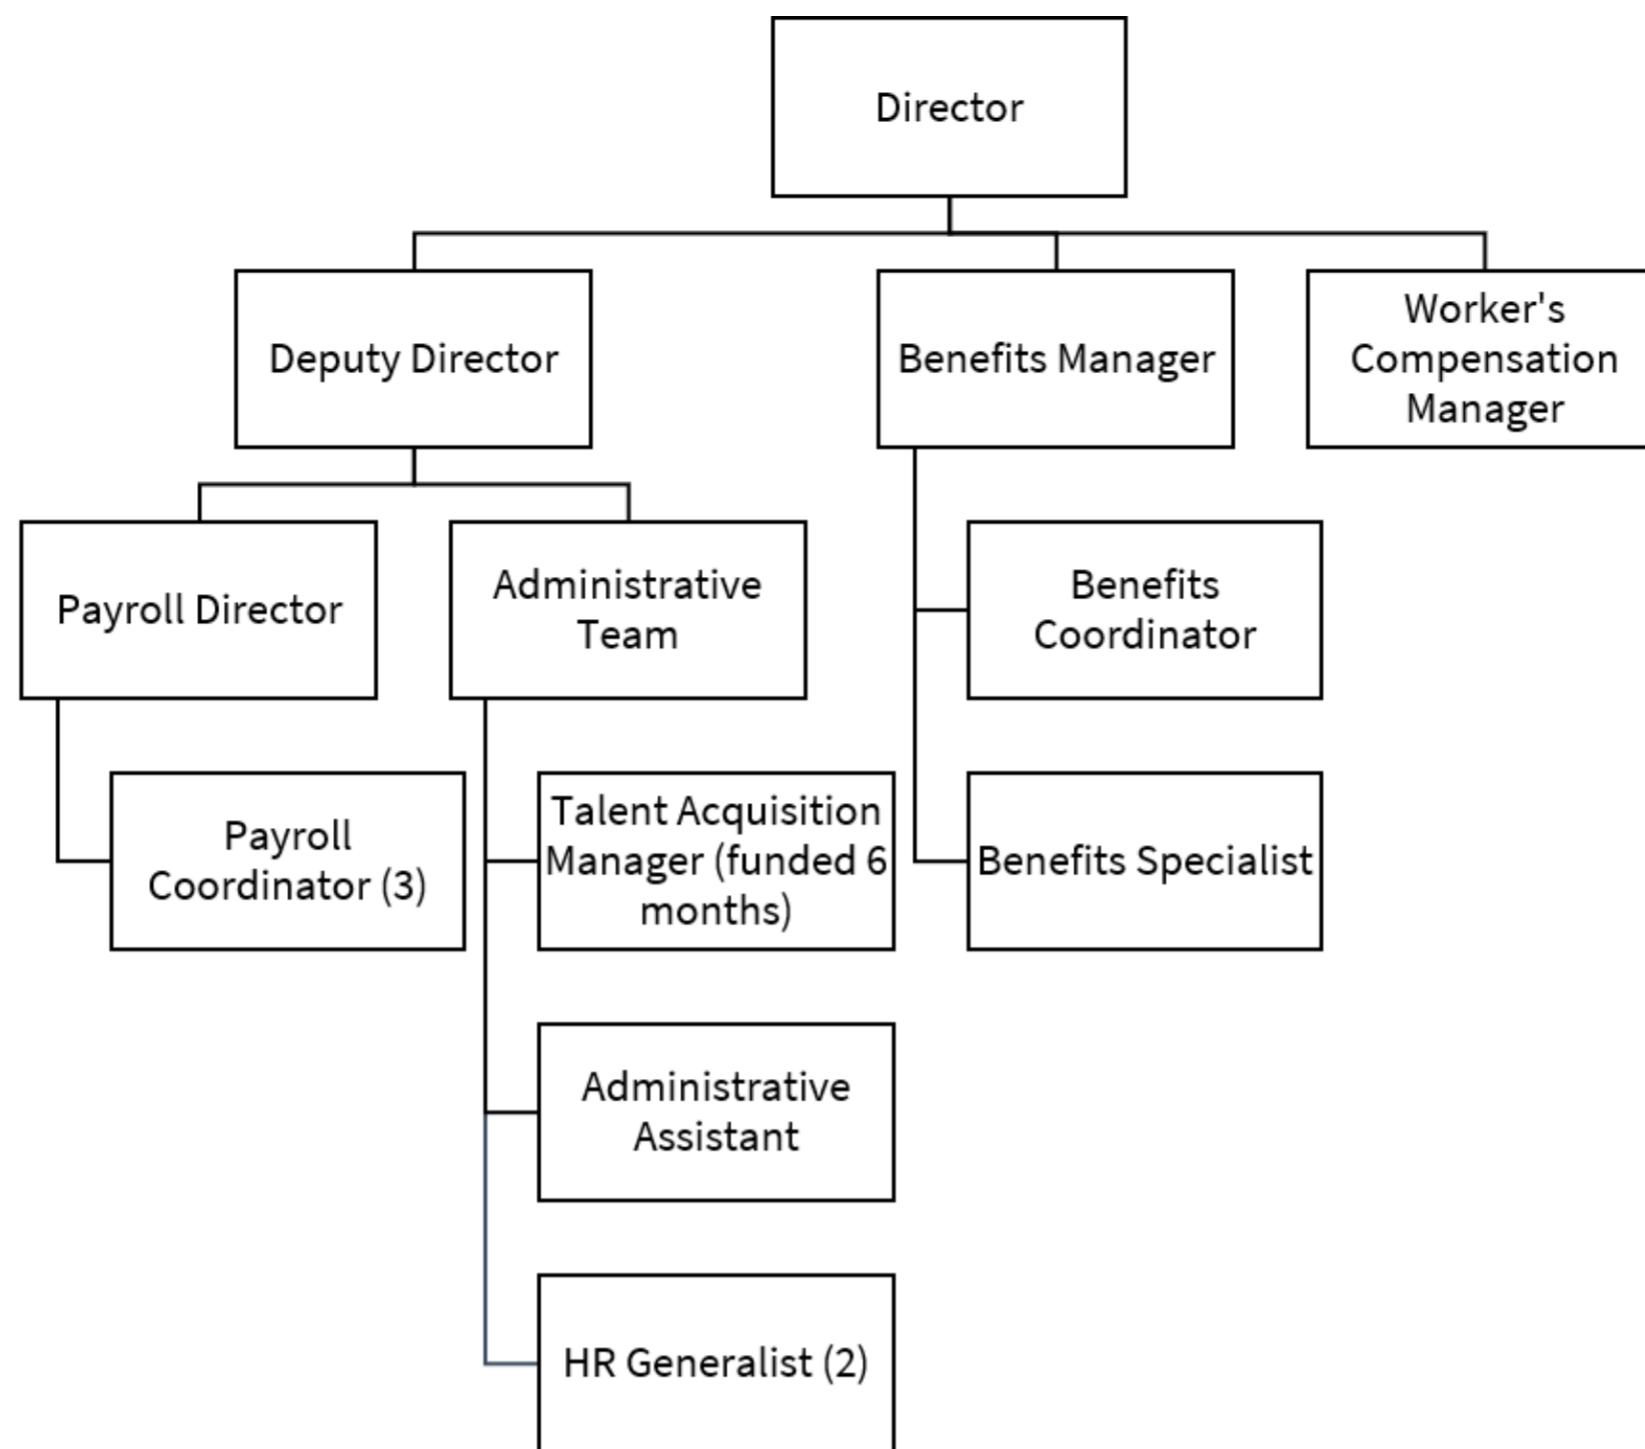 Director
Deputy Director
Benefits Manager
Worker's
Compensation
Manager
Payroll Director
Administrative
Team
Benefits
Coordinator
Payroll
Coordinator (3)
Talent Acquisition
Manager (funded 6
months)
Benefits Specialist
Administrative
Assistant
HR Generalist (2)